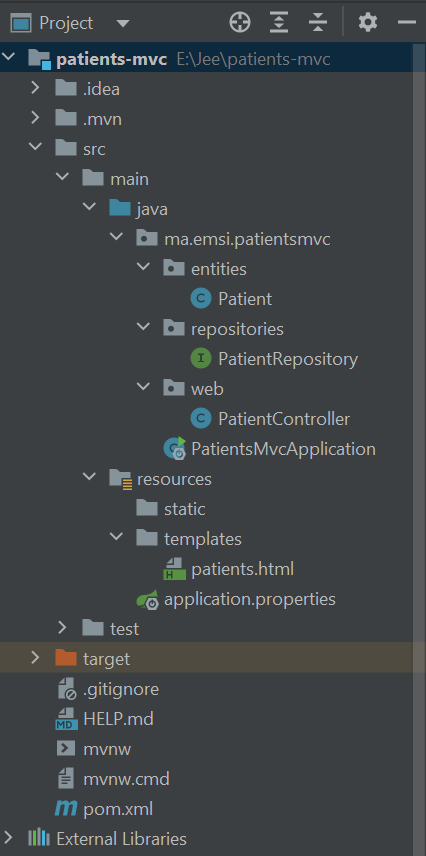 Project
patients-mvc E:\Jee\patients-mvc
.idea
.mvn
src
main
java
ma.emsi.patientsmvc
entities
C Patient
repositories
I PatientRepository
web
C PatientController
PatientsMvcApplication
resources
static
templates
H patients.html
application.properties
test
target
.gitignore
MD HELP.md
mvnw
mvnw.cmd
m pom.xml
External Libraries